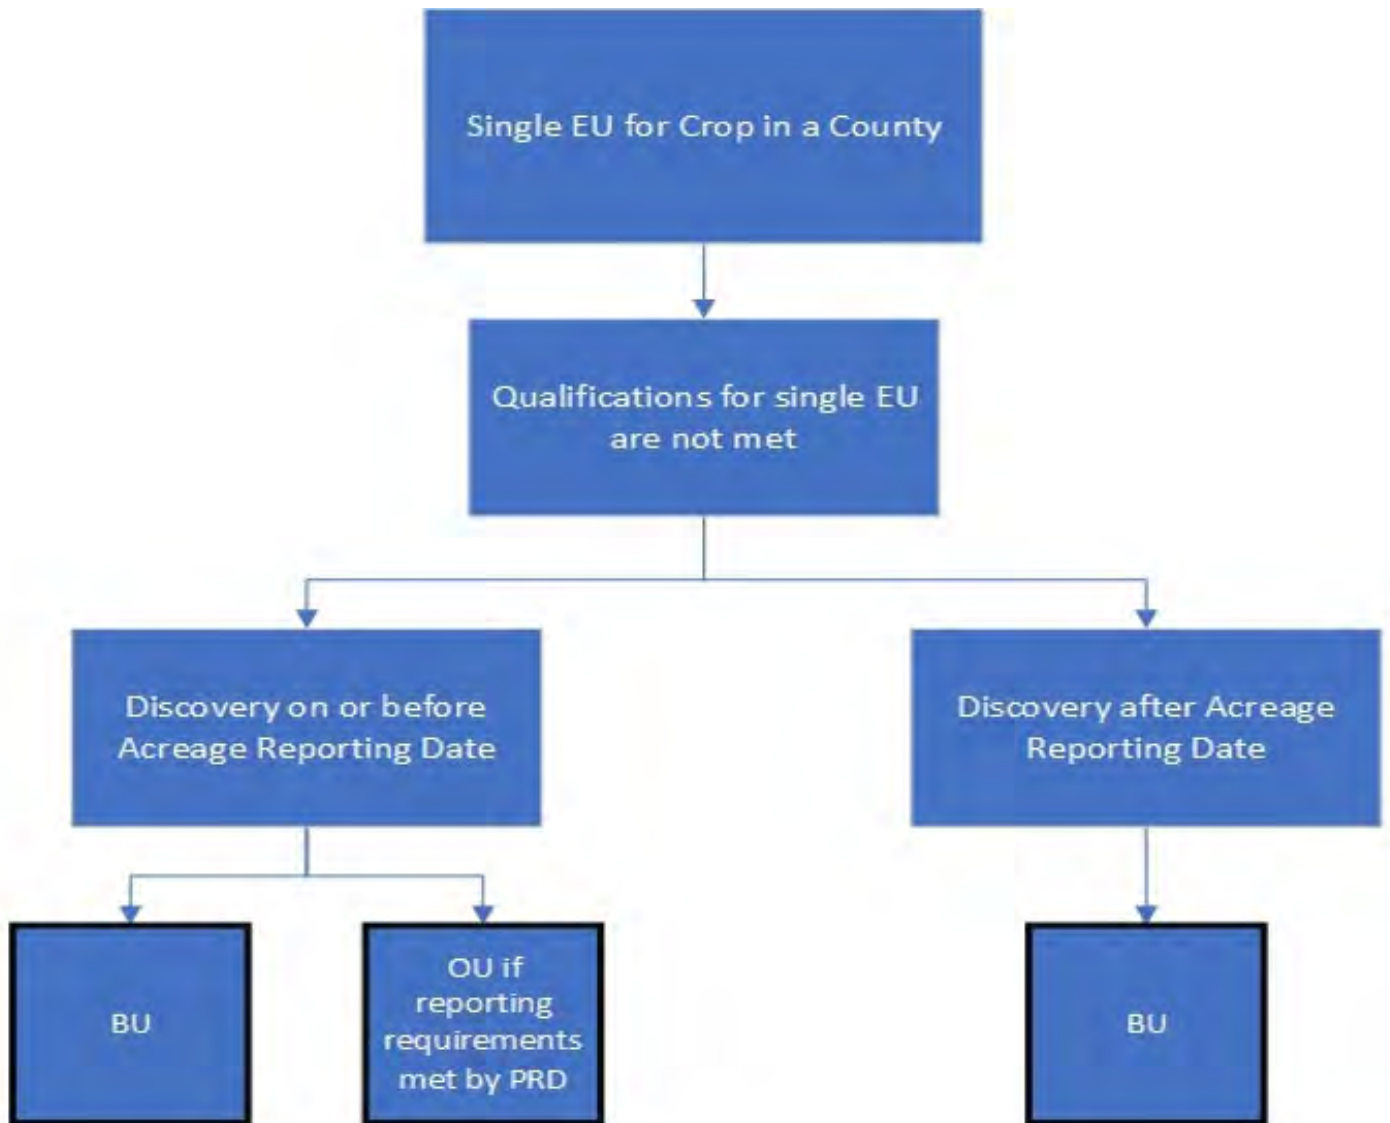 Single EU for Crop in a County
Qualifications for single EU
are not met
Discovery on or before
Acreage Reporting Date
Discovery after Acreage
Reporting Date
BU
OU if
reporting
requirements
met by PRD
BU